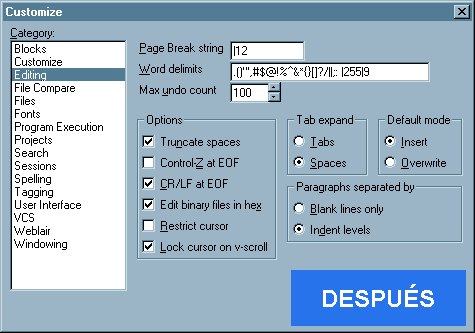 Customize
Category:
Blocks
Customize
Editing
File Compare
Files
Fonts
Program Execution
Projects
Search
Sessions
Spelling
Tagging
User Interface
VCS
Weblair
Windowing
Page Break string
|12
Word delimits
.()'",#$@!%^&*{}[]?/||;: |255|9
Max undo count
100
Options
Truncate spaces
Control-Z at EOF
CR/LF at EOF
Edit binary files in hex
Restrict cursor
Lock cursor on v-scroll
Tab expand
Tabs
Spaces
Default mode
Insert
Overwrite
Paragraphs separated by
Blank lines only
Indent levels
DESPUÉS